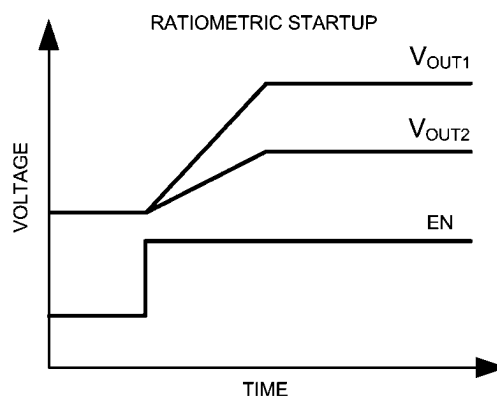 RATIOMETRIC STARTUP
VOUT1
VOUT2
VOLTAGE
EN
TIME